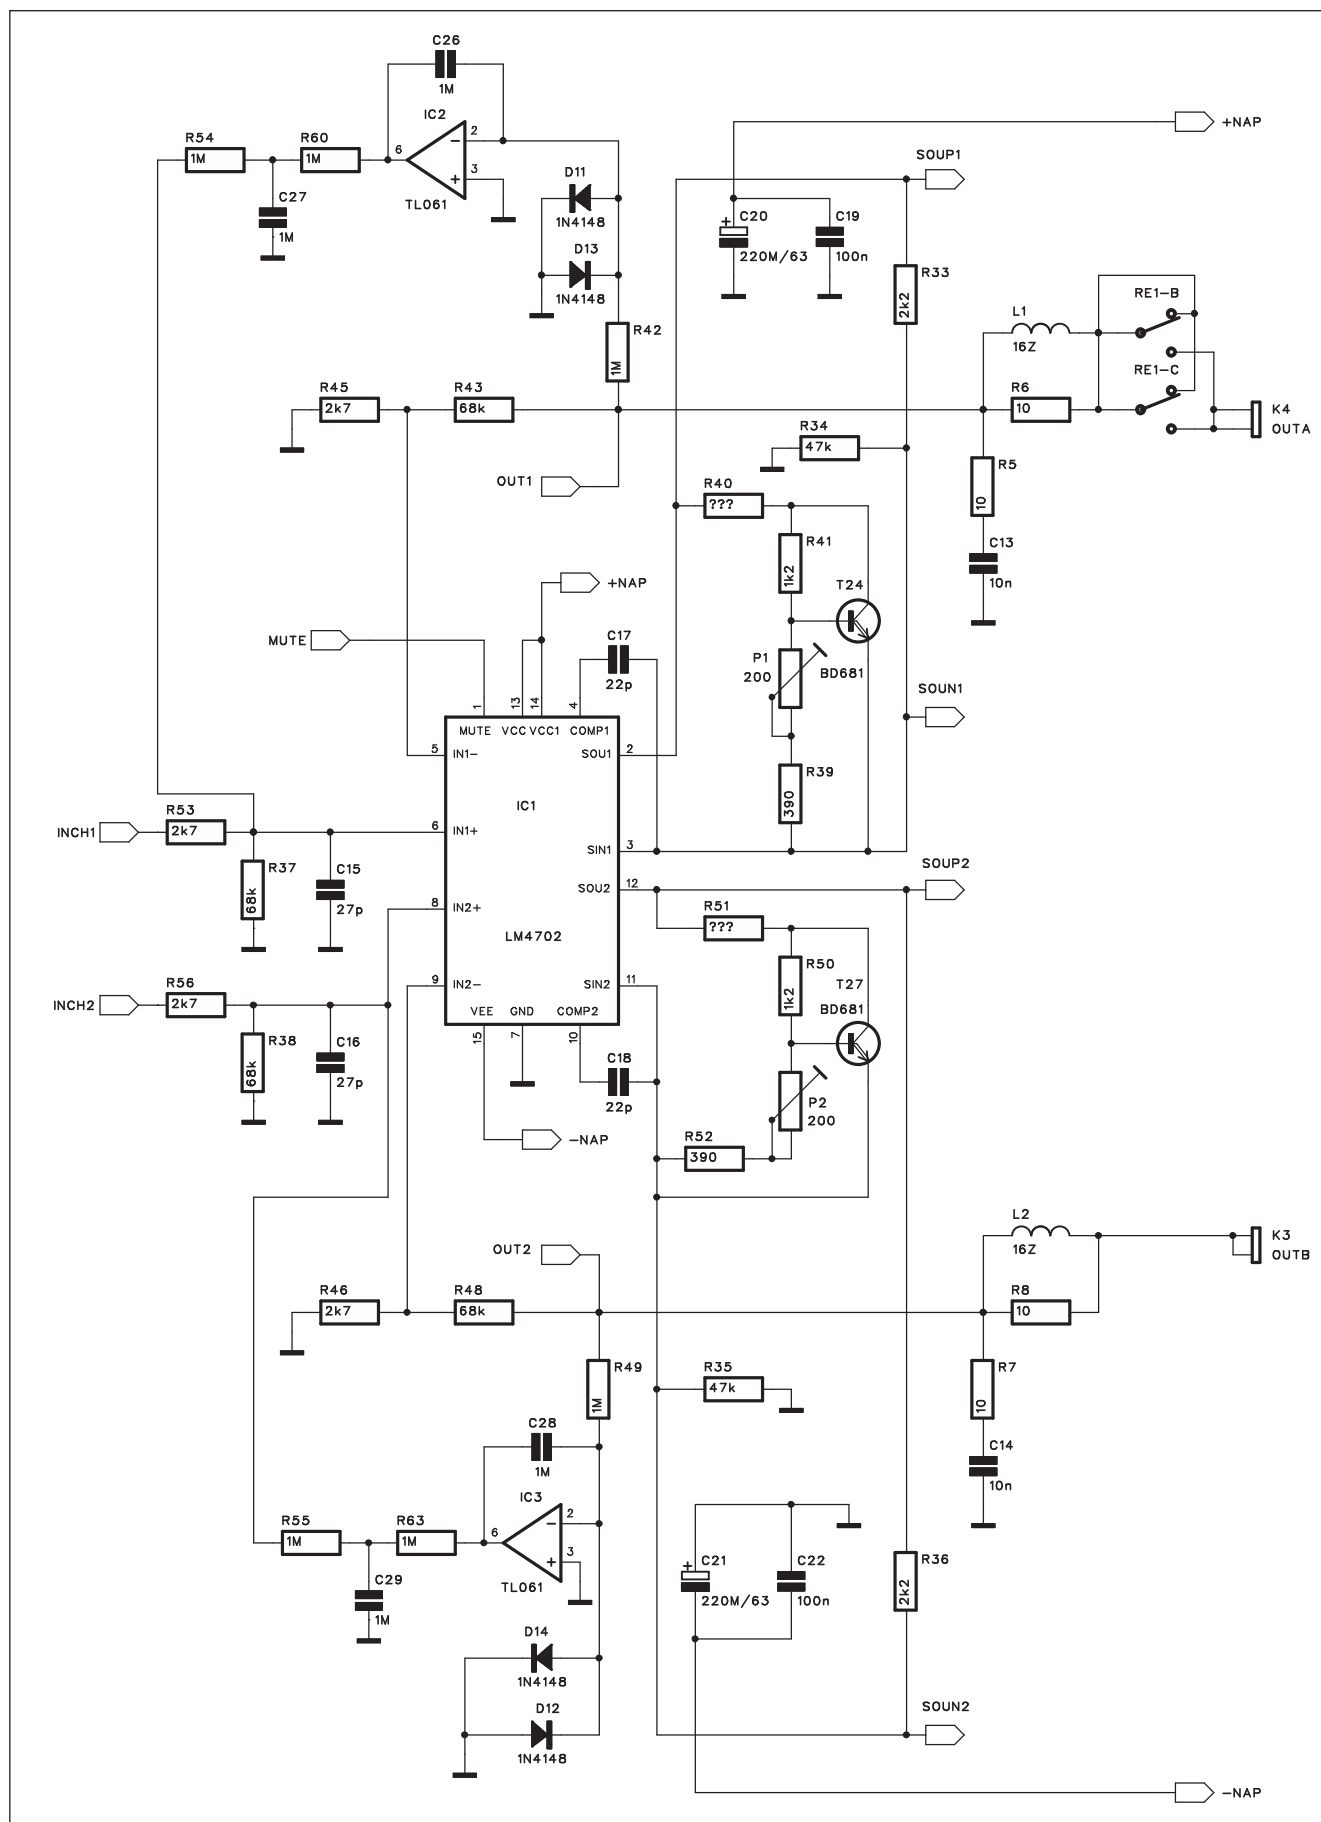 C26
1M
IC2
+NAP
R54
R60
1M
1M
6
2
3
SOUP1
D11
C27
TL061
1N4148
C20
C19
1M
D13
220M/63
100n
R33
1N4148
2k2
RE1-B
L1
R42
16Z
1M
RE1-C
R45
R43
R6
2k7
68k
10
K4
OUTA
R34
47k
R5
OUT1
R40
10
???
R41
C13
1k2
10n
+NAP
T24
MUTE
C17
P1
BD681
22p
200
SOUN1
1
13
14
4
MUTE
VCC
VCC1
COMP1
5
IN1-
SOU1
2
R39
390
IC1
R53
INCH1
2k7
6
IN1+
SIN1
3
SOUP2
R37
C15
SOU2
12
68k
27p
8
IN2+
R51
???
LM4702
R50
R56
9
IN2-
SIN2
11
1k2
T27
INCH2
2k7
VEE
GND
COMP2
BD681
15
7
10
R38
C16
C18
68k
27p
22p
P2
200
-NAP
R52
390
L2
OUT2
16Z
K3
OUTB
R46
R48
R8
2k7
68k
10
R49
R35
R7
1M
47k
10
C28
C14
1M
10n
IC3
R55
R63
1M
1M
6
2
3
C21
C22
R36
C29
TL061
220M/63
100n
2k2
1M
D14
1N4148
D12
SOUN2
1N4148
-NAP